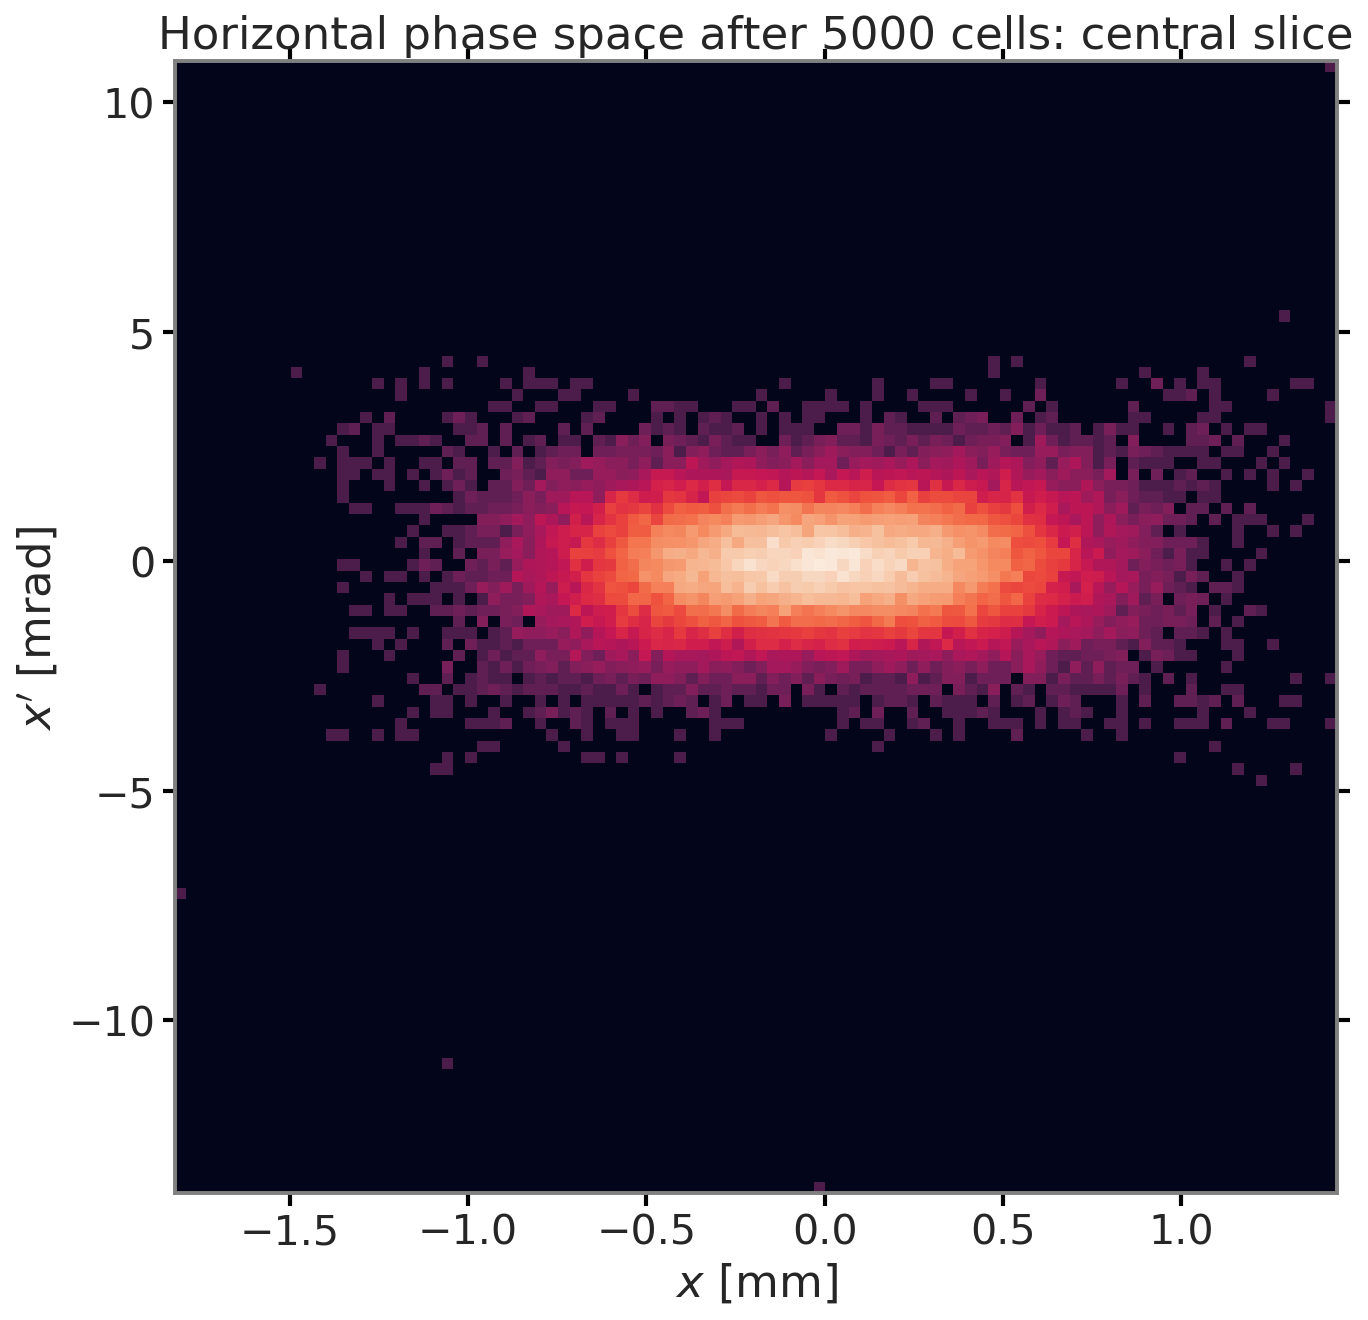 Horizontal phase space after 5000 cells: central slice
10
5
0
−5
−10
x′ [mrad]
−1.5 −1.0 −0.5 0.0 0.5 1.0
x [mm]